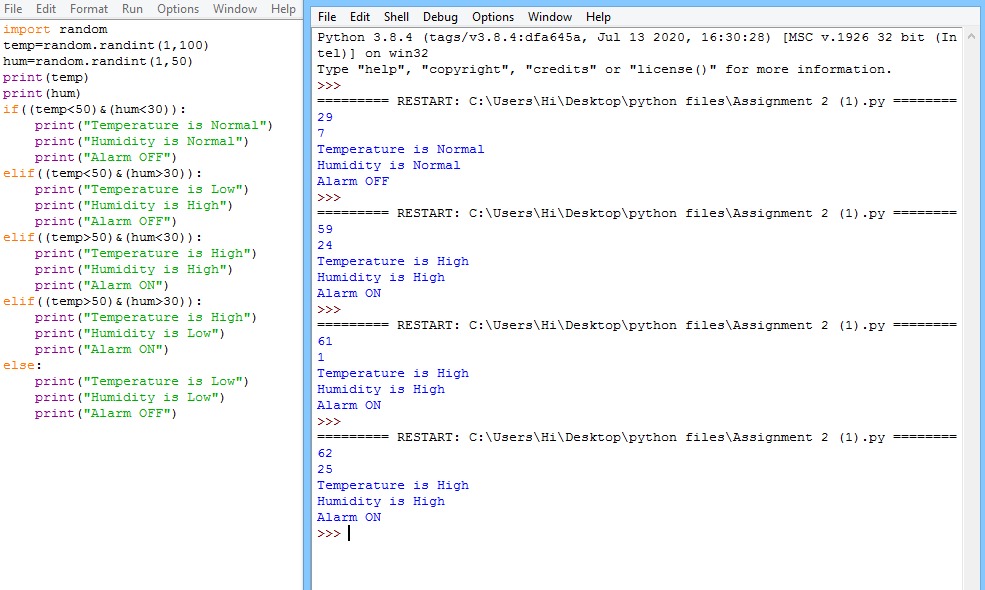 File Edit Format Run Options Window Help
import random
temp=random.randint(1,100)
hum=random.randint(1,50)
print(temp)
print(hum)
if((temp<50)&(hum<30)):
    print("Temperature is Normal")
    print("Humidity is Normal")
    print("Alarm OFF")
elif((temp<50)&(hum>30)):
    print("Temperature is Low")
    print("Humidity is High")
    print("Alarm OFF")
elif((temp>50)&(hum<30)):
    print("Temperature is High")
    print("Humidity is High")
    print("Alarm ON")
elif((temp>50)&(hum>30)):
    print("Temperature is High")
    print("Humidity is Low")
    print("Alarm ON")
else:
    print("Temperature is Low")
    print("Humidity is Low")
    print("Alarm OFF")
File Edit Shell Debug Options Window Help
Python 3.8.4 (tags/v3.8.4:dfa645a, Jul 13 2020, 16:30:28) [MSC v.1926 32 bit (In
tel)] on win32
Type "help", "copyright", "credits" or "license()" for more information.
>>>
========= RESTART: C:\Users\Hi\Desktop\python files\Assignment 2 (1).py ========
29
7
Temperature is Normal
Humidity is Normal
Alarm OFF
>>>
========= RESTART: C:\Users\Hi\Desktop\python files\Assignment 2 (1).py ========
59
24
Temperature is High
Humidity is High
Alarm ON
>>>
========= RESTART: C:\Users\Hi\Desktop\python files\Assignment 2 (1).py ========
61
1
Temperature is High
Humidity is High
Alarm ON
>>>
========= RESTART: C:\Users\Hi\Desktop\python files\Assignment 2 (1).py ========
62
25
Temperature is High
Humidity is High
Alarm ON
>>>